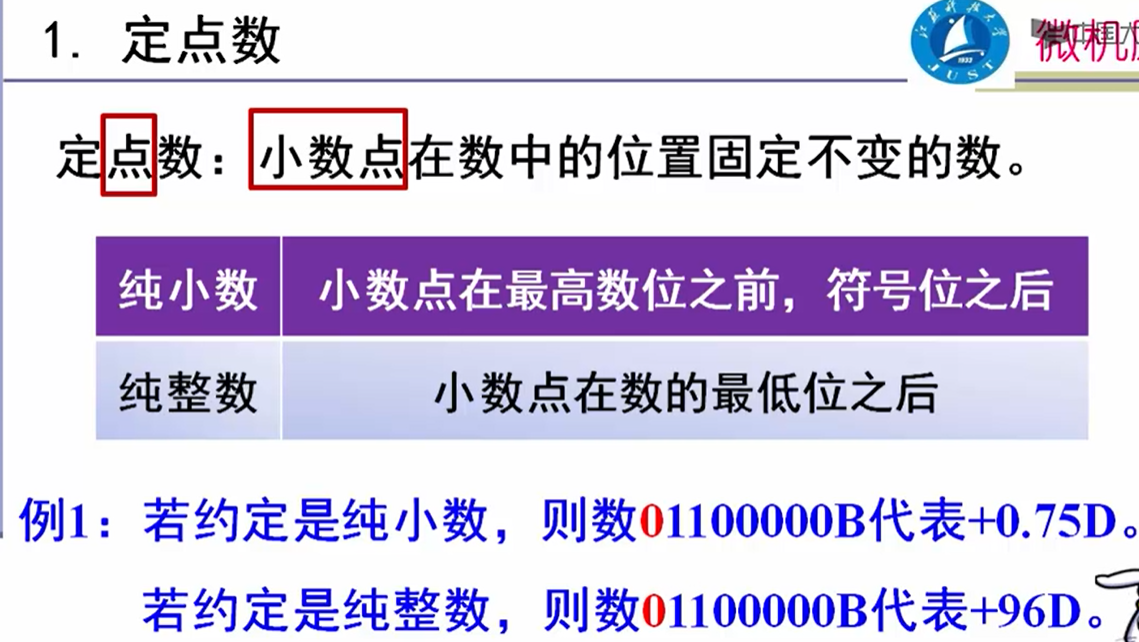 1. 定点数
微机
中国大
JUST
定点数：小数点在数中的位置固定不变的数。
纯小数 小数点在最高数位之前，符号位之后
纯整数 小数点在数的最低位之后
例1：若约定是纯小数，则数01100000B代表+0.75D。
若约定是纯整数，则数01100000B代表+96D。